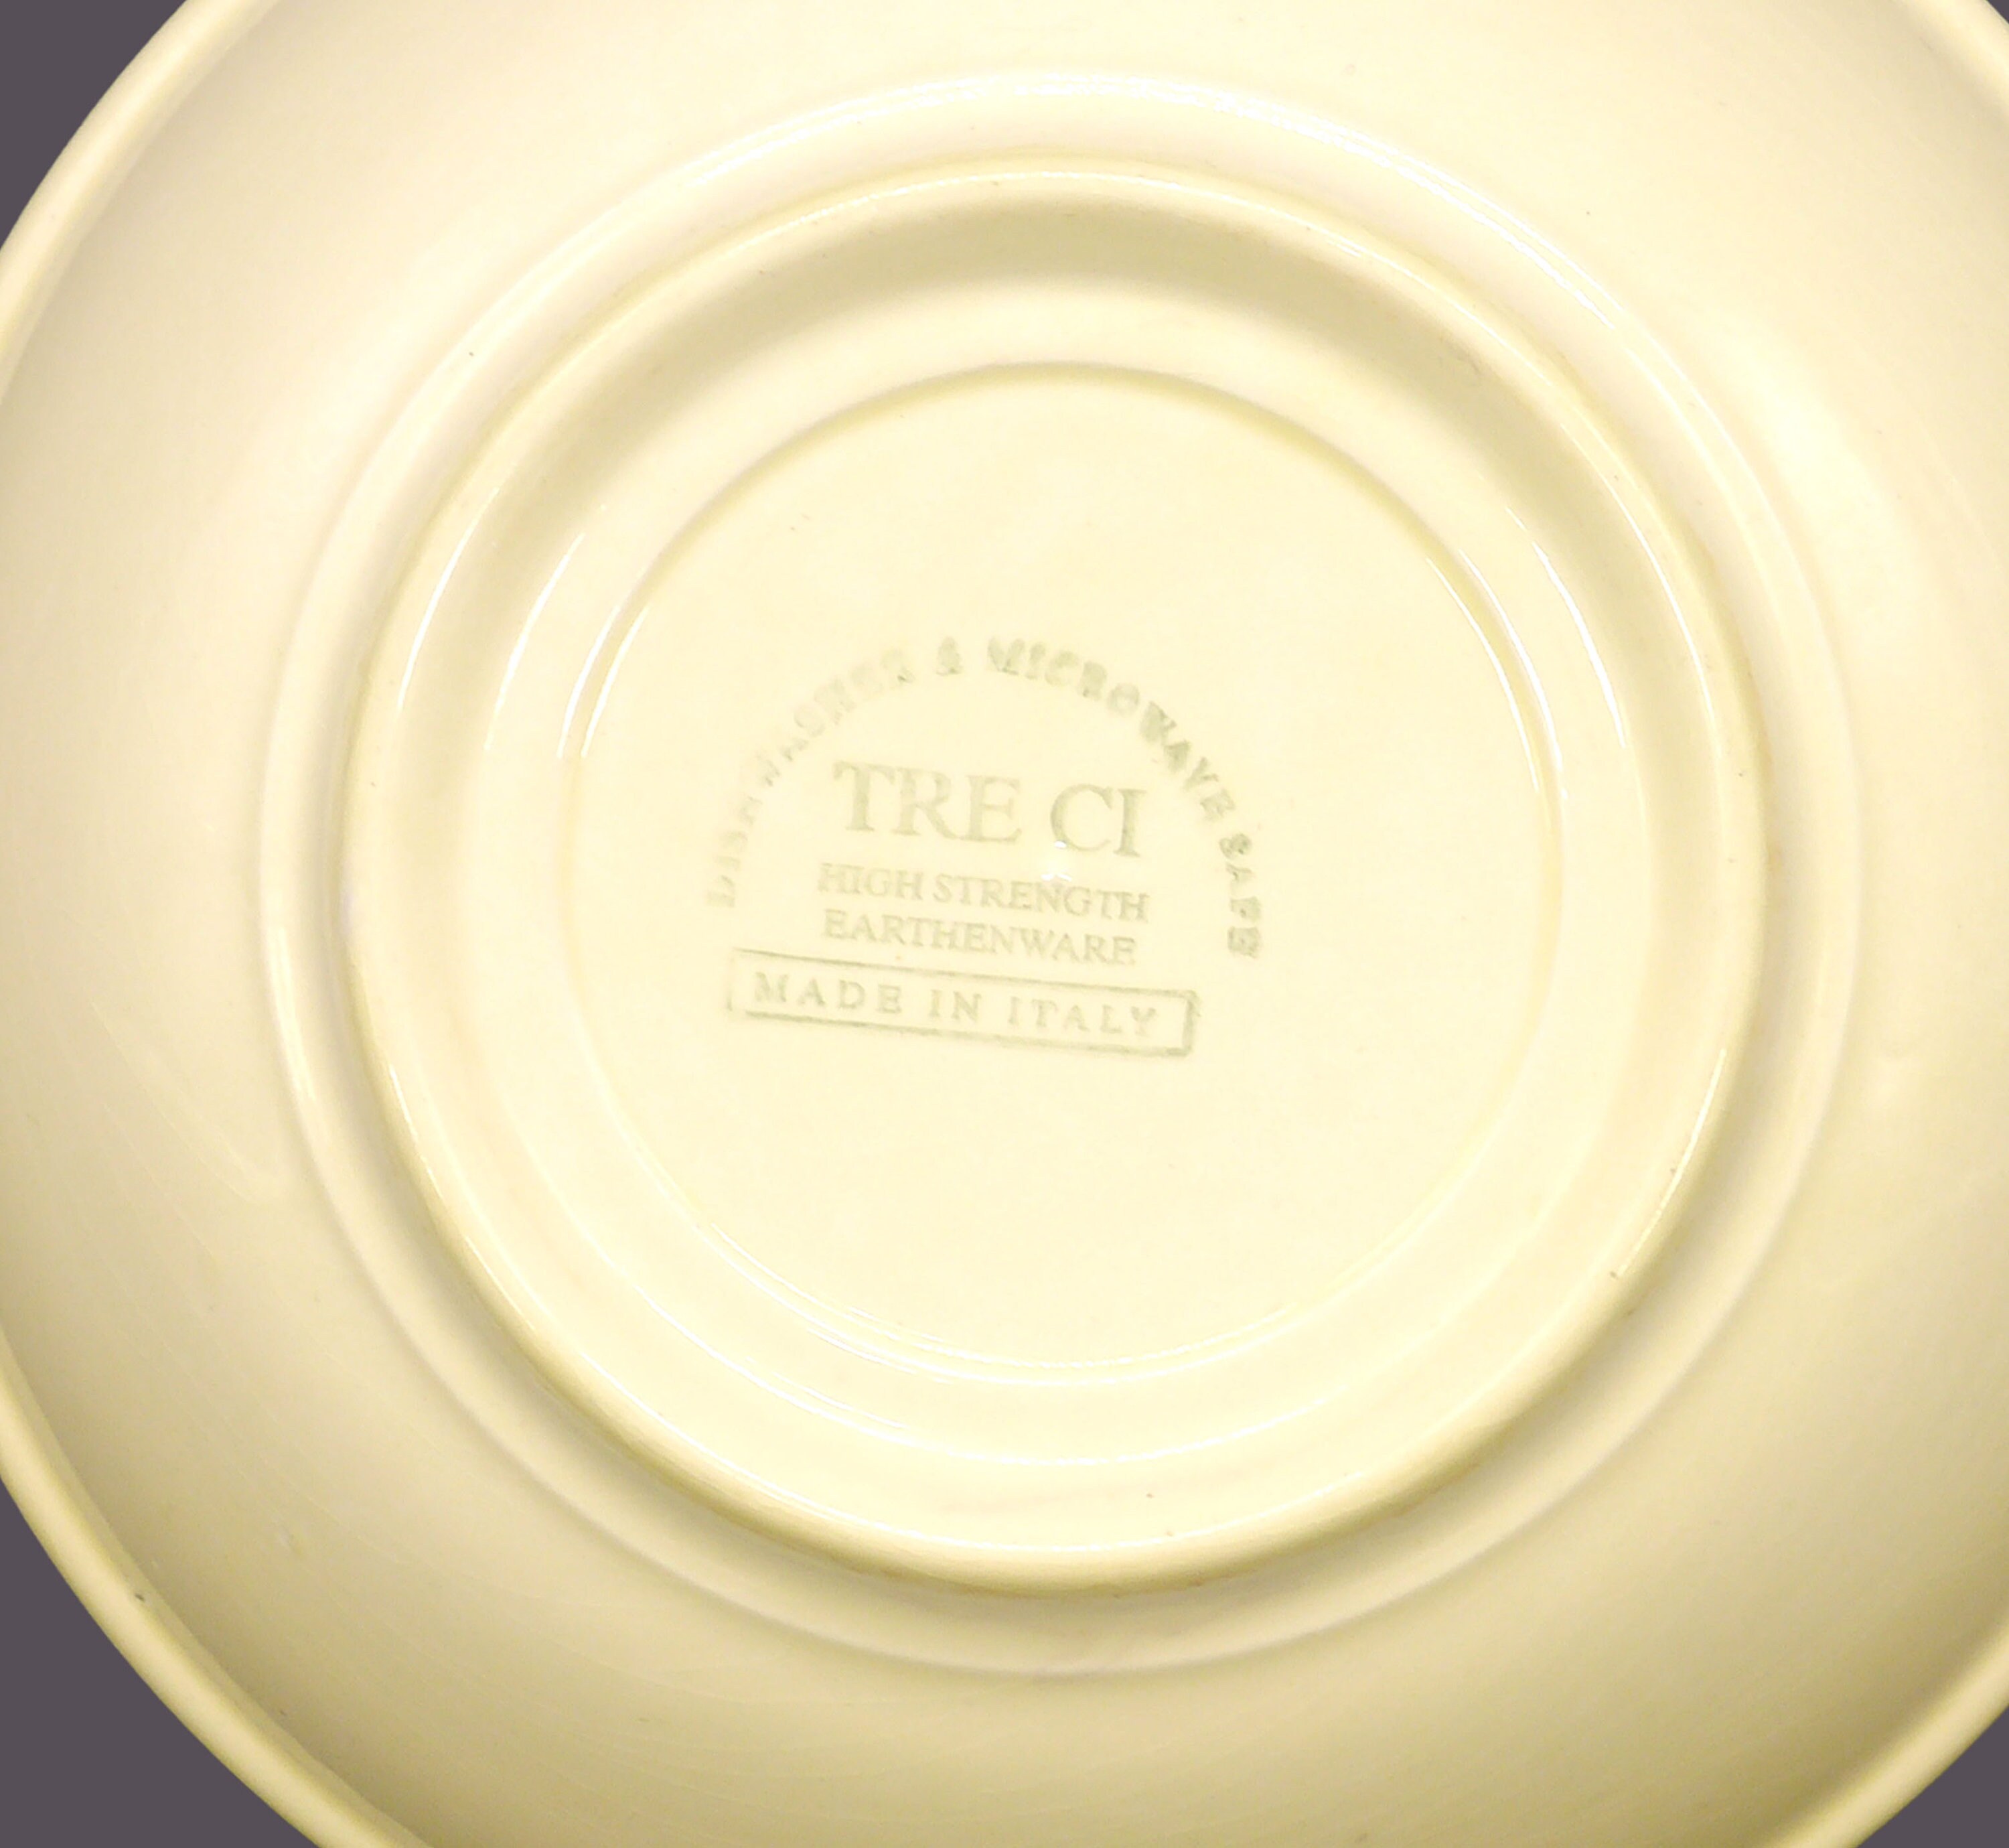 DISHWASHER & MICROWAVE SAFE
TRE CI
HIGH STRENGTH
EARTHENWARE
MADE IN ITALY